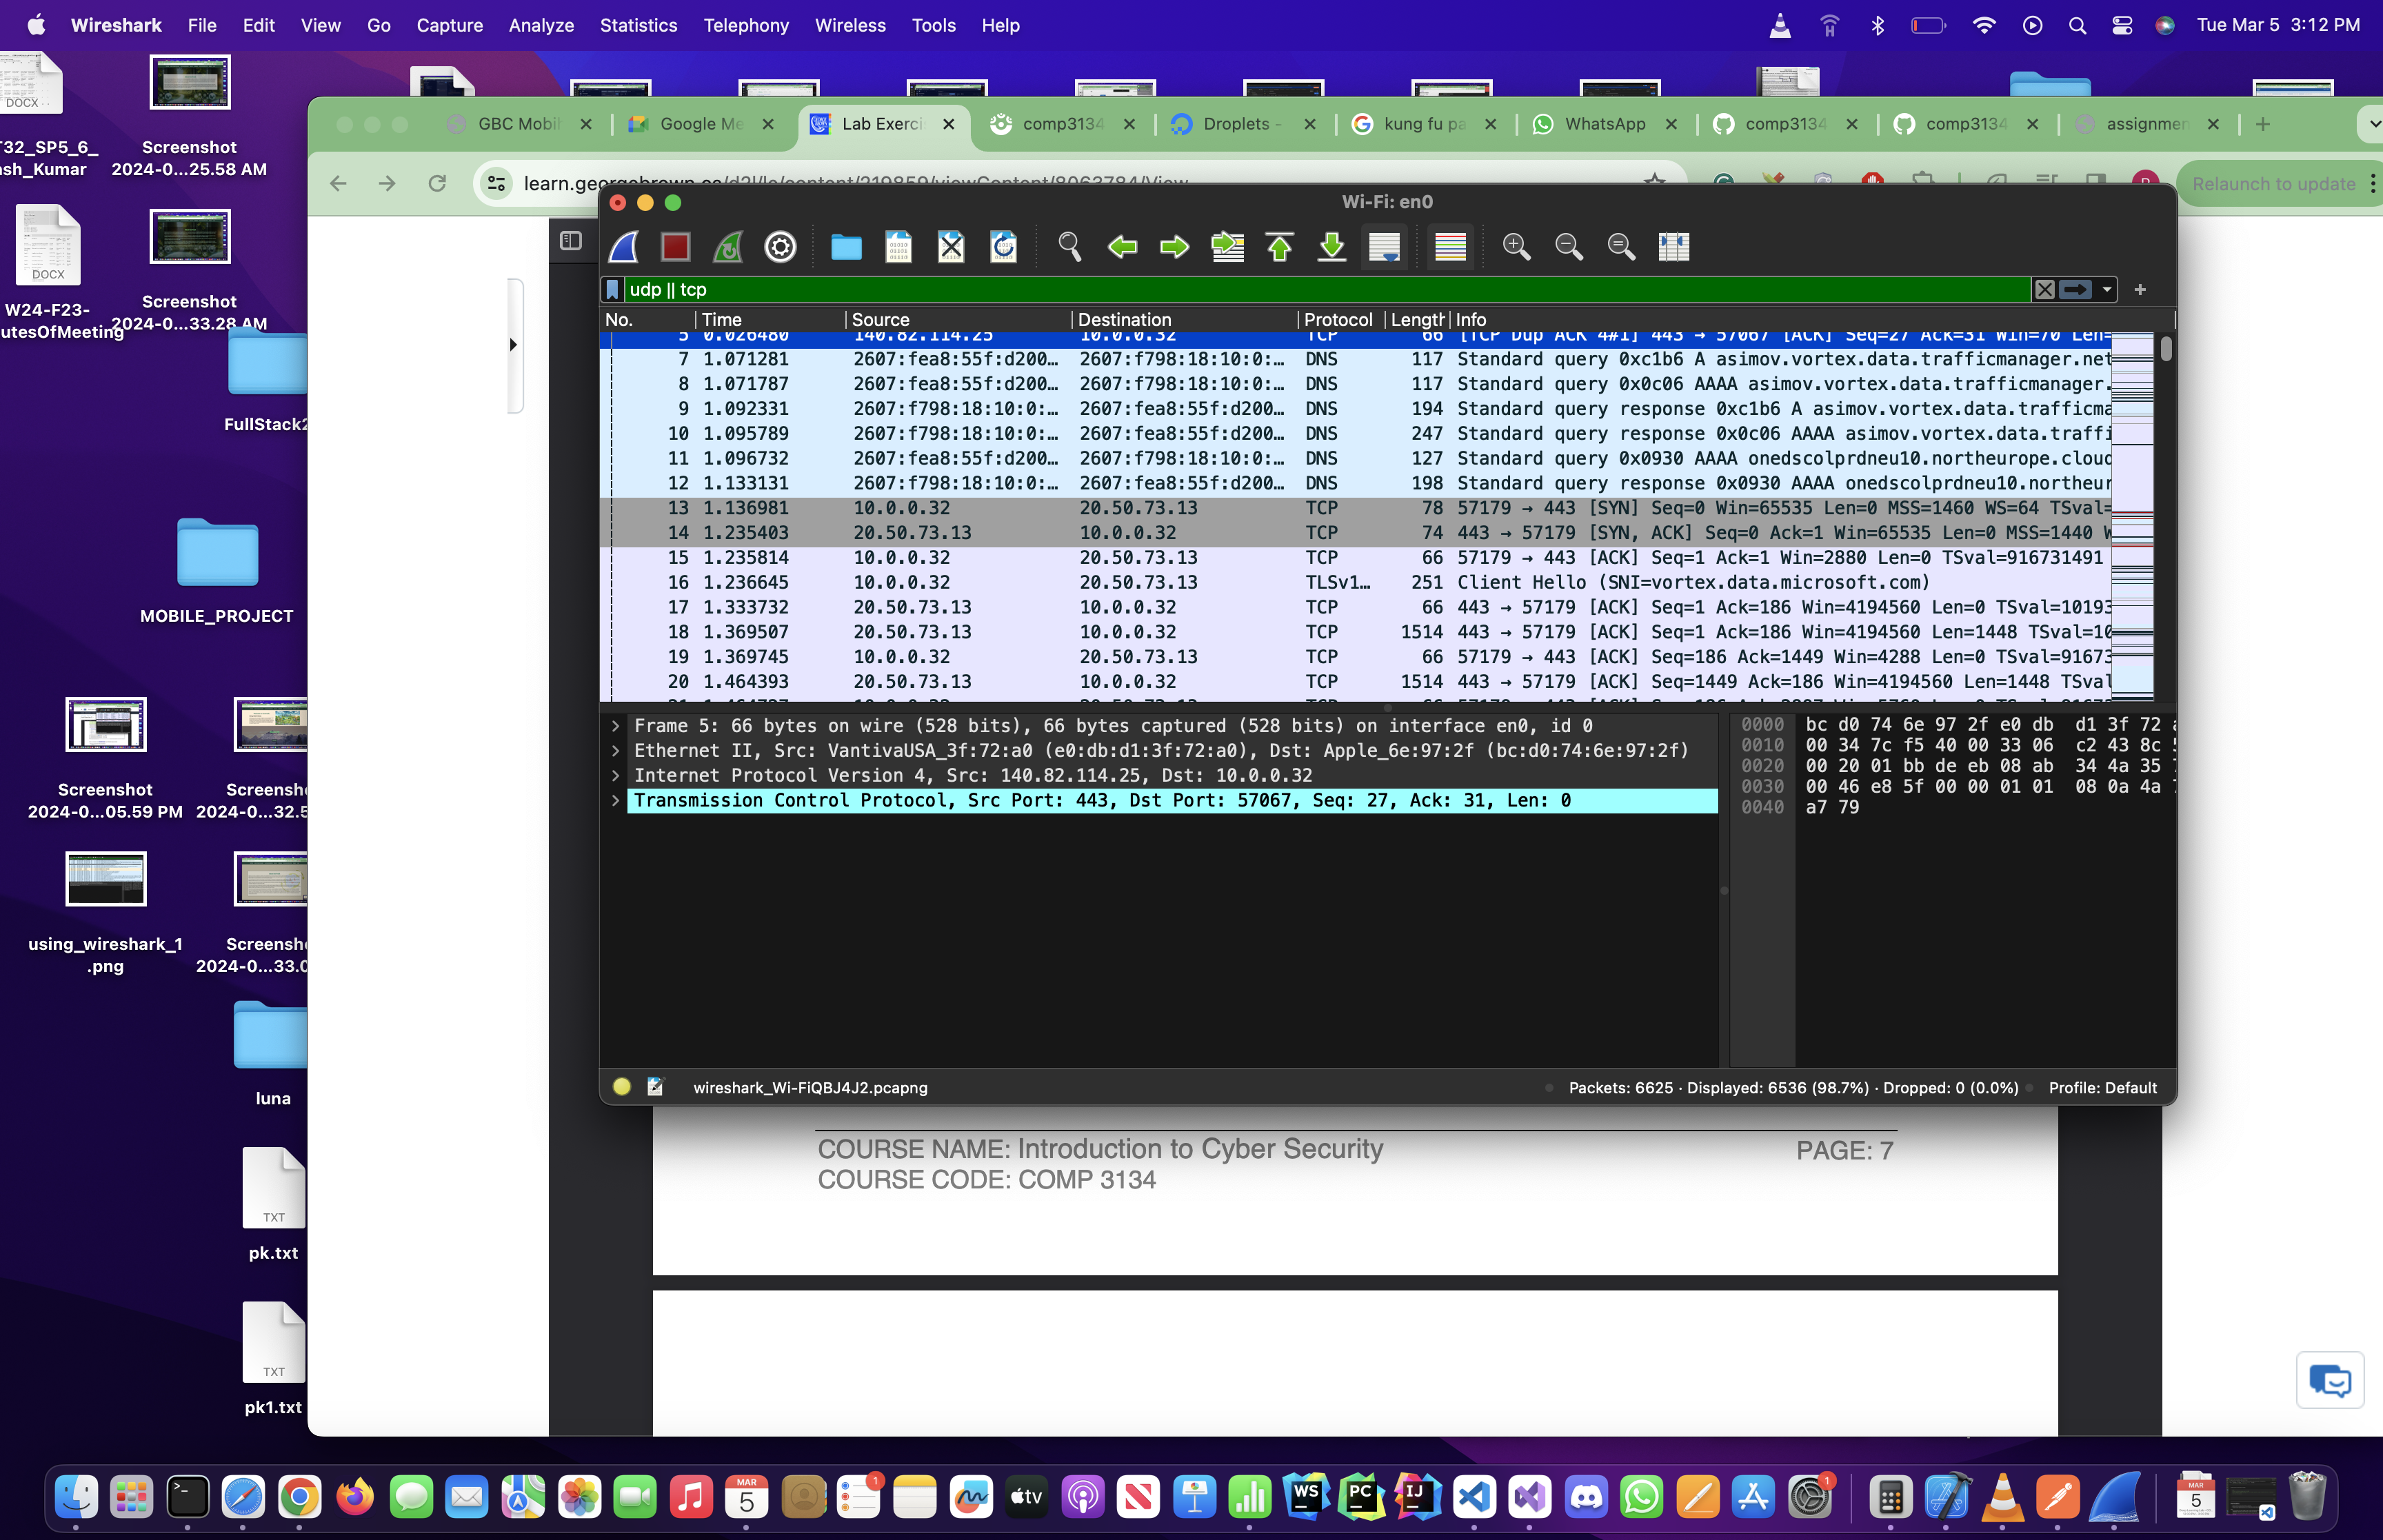 Wireshark File Edit View Go Capture Analyze Statistics Telephony Wireless Tools Help Tue Mar 5 3:12 PM
DOCX
T32_SP5_6_
ash_Kumar
Screenshot
2024-0...25.58 AM
DOCX
W24-F23-
utesOfMeeting
Screenshot
2024-0...33.28 AM
FullStack2
MOBILE_PROJECT
Screenshot
2024-0...05.59 PM
Screensho
2024-0...32.5
using_wireshark_1
.png
Screensho
2024-0...33.0
luna
TXT
pk.txt
TXT
pk1.txt
GBC Mobil Google Me Lab Exerci comp3134 Droplets - kung fu pa WhatsApp comp3134 comp3134 assignmen
learn.georgebrown.ca/d2l/le/content/219859/viewContent/8063784/View Relaunch to update
Wi-Fi: en0
udp || tcp
No. Time Source Destination Protocol Length Info
5 0.026480 140.82.114.25 10.0.0.32 TCP 66 [TCP Dup ACK 4#1] 443 → 57067 [ACK] Seq=27 Ack=31 Win=70 Len=
7 1.071281 2607:fea8:55f:d200… 2607:f798:18:10:0:… DNS 117 Standard query 0xc1b6 A asimov.vortex.data.trafficmanager.net
8 1.071787 2607:fea8:55f:d200… 2607:f798:18:10:0:… DNS 117 Standard query 0x0c06 AAAA asimov.vortex.data.trafficmanager.
9 1.092331 2607:f798:18:10:0:… 2607:fea8:55f:d200… DNS 194 Standard query response 0xc1b6 A asimov.vortex.data.trafficma
10 1.095789 2607:f798:18:10:0:… 2607:fea8:55f:d200… DNS 247 Standard query response 0x0c06 AAAA asimov.vortex.data.traffi
11 1.096732 2607:fea8:55f:d200… 2607:f798:18:10:0:… DNS 127 Standard query 0x0930 AAAA onedscolprdneu10.northeurope.cloud
12 1.133131 2607:f798:18:10:0:… 2607:fea8:55f:d200… DNS 198 Standard query response 0x0930 AAAA onedscolprdneu10.northeur
13 1.136981 10.0.0.32 20.50.73.13 TCP 78 57179 → 443 [SYN] Seq=0 Win=65535 Len=0 MSS=1460 WS=64 TSval=
14 1.235403 20.50.73.13 10.0.0.32 TCP 74 443 → 57179 [SYN, ACK] Seq=0 Ack=1 Win=65535 Len=0 MSS=1440 W
15 1.235814 10.0.0.32 20.50.73.13 TCP 66 57179 → 443 [ACK] Seq=1 Ack=1 Win=2880 Len=0 TSval=916731491
16 1.236645 10.0.0.32 20.50.73.13 TLSv1… 251 Client Hello (SNI=vortex.data.microsoft.com)
17 1.333732 20.50.73.13 10.0.0.32 TCP 66 443 → 57179 [ACK] Seq=1 Ack=186 Win=4194560 Len=0 TSval=10193
18 1.369507 20.50.73.13 10.0.0.32 TCP 1514 443 → 57179 [ACK] Seq=1 Ack=186 Win=4194560 Len=1448 TSval=10
19 1.369745 10.0.0.32 20.50.73.13 TCP 66 57179 → 443 [ACK] Seq=186 Ack=1449 Win=4288 Len=0 TSval=91673
20 1.464393 20.50.73.13 10.0.0.32 TCP 1514 443 → 57179 [ACK] Seq=1449 Ack=186 Win=4194560 Len=1448 TSval
Frame 5: 66 bytes on wire (528 bits), 66 bytes captured (528 bits) on interface en0, id 0
Ethernet II, Src: VantivaUSA_3f:72:a0 (e0:db:d1:3f:72:a0), Dst: Apple_6e:97:2f (bc:d0:74:6e:97:2f)
Internet Protocol Version 4, Src: 140.82.114.25, Dst: 10.0.0.32
Transmission Control Protocol, Src Port: 443, Dst Port: 57067, Seq: 27, Ack: 31, Len: 0
0000 bc d0 74 6e 97 2f e0 db d1 3f 72
0010 00 34 7c f5 40 00 33 06 c2 43 8c
0020 00 20 01 bb de eb 08 ab 34 4a 35
0030 00 46 e8 5f 00 00 01 01 08 0a 4a
0040 a7 79
wireshark_Wi-FiQBJ4J2.pcapng Packets: 6625 · Displayed: 6536 (98.7%) · Dropped: 0 (0.0%) Profile: Default
COURSE NAME: Introduction to Cyber Security PAGE: 7
COURSE CODE: COMP 3134
MAR
5
1
tv
WS
PC
IJ
1
MAR
5